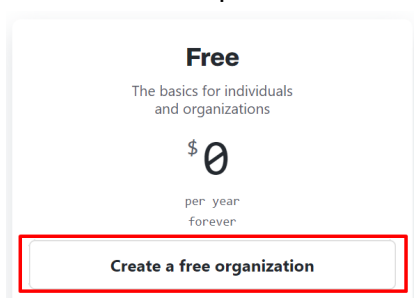 Free
The basics for individuals
and organizations
$0
per year
forever
Create a free organization